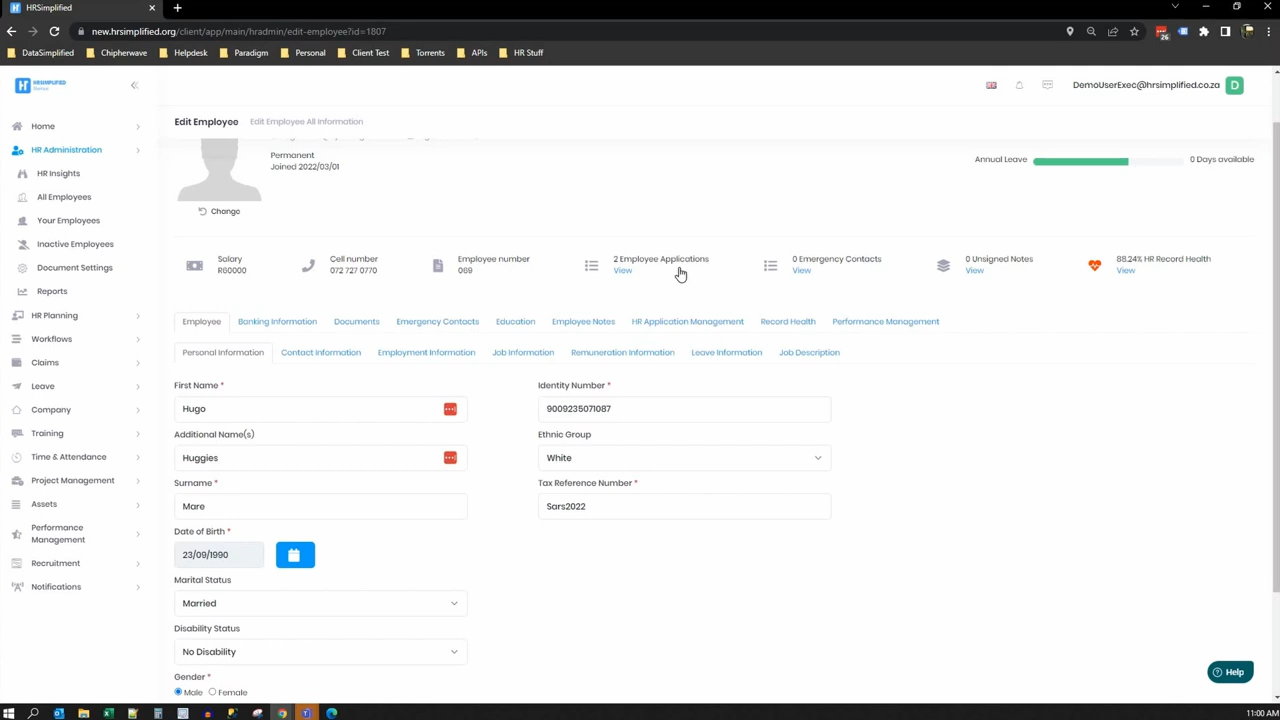 HRSimplified
new.hrsimplified.org/client/app/main/hradmin/edit-employee?id=1807
26
DataSimplified
Chipherwave
Helpdesk
Paradigm
Personal
Client Test
Torrents
APIs
HR Stuff
H HRSIMPLIFIED
DemoUserExec@hrsimplified.co.za D
Edit Employee Edit Employee All Information
Home
HR Administration
HR Insights
All Employees
Your Employees
Inactive Employees
Document Settings
Reports
HR Planning
Workflows
Claims
Leave
Company
Training
Time & Attendance
Project Management
Assets
Performance
Management
Recruitment
Notifications
Permanent
Joined 2022/03/01
Change
Annual Leave 0 Days available
Salary
R60000
Cell number
072 727 0770
Employee number
069
2 Employee Applications
View
0 Emergency Contacts
View
0 Unsigned Notes
View
88.24% HR Record Health
View
Employee Banking Information Documents Emergency Contacts Education Employee Notes HR Application Management Record Health Performance Management
Personal Information Contact Information Employment Information Job Information Remuneration Information Leave Information Job Description
First Name *
Hugo
Additional Name(s)
Huggies
Surname *
Mare
Date of Birth *
23/09/1990
Marital Status
Married
Disability Status
No Disability
Gender *
Male Female
Identity Number *
9009235071087
Ethnic Group
White
Tax Reference Number *
Sars2022
? Help
11:00 AM